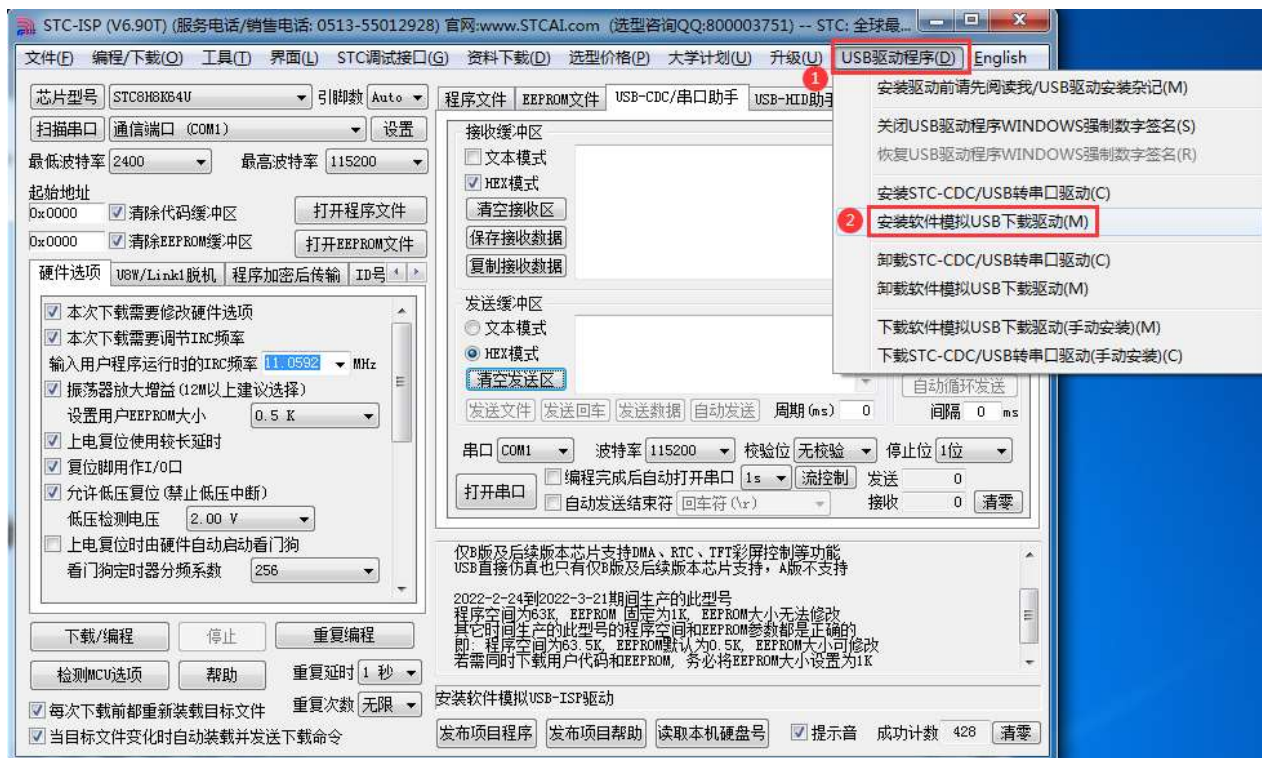 STC-ISP (V6.90T) (服务电话/销售电话: 0513-55012928) 官网:www.STCAI.com (选型咨询QQ:800003751) -- STC: 全球最...
文件(F) 编程/下载(O) 工具(T) 界面(L) STC调试接口(G) 资料下载(D) 选型价格(P) 大学计划(U) 升级(U) USB驱动程序(D) English
1
安装驱动前请先阅读我/USB驱动安装杂记(M)
关闭USB驱动程序WINDOWS强制数字签名(S)
恢复USB驱动程序WINDOWS强制数字签名(R)
安装STC-CDC/USB转串口驱动(C)
2 安装软件模拟USB下载驱动(M)
卸载STC-CDC/USB转串口驱动(C)
卸载软件模拟USB下载驱动(M)
下载软件模拟USB下载驱动(手动安装)(M)
下载STC-CDC/USB转串口驱动(手动安装)(C)
芯片型号 STC8H8K64U 引脚数 Auto
扫描串口 通信端口 (COM1) 设置
最低波特率 2400 最高波特率 115200
起始地址
0x0000 清除代码缓冲区 打开程序文件
0x0000 清除EEPROM缓冲区 打开EEPROM文件
硬件选项 U8W/Link1脱机 程序加密后传输 ID号
本次下载需要修改硬件选项
本次下载需要调节IRC频率
输入用户程序运行时的IRC频率 11.0592 MHz
振荡器放大增益(12M以上建议选择)
设置用户EEPROM大小 0.5 K
上电复位使用较长延时
复位脚用作I/O口
允许低压复位(禁止低压中断)
低压检测电压 2.00 V
上电复位时由硬件自动启动看门狗
看门狗定时器分频系数 256
下载/编程 停止 重复编程
检测MCU选项 帮助 重复延时 1 秒
每次下载前都重新装载目标文件 重复次数 无限
当目标文件变化时自动装载并发送下载命令
程序文件 EEPROM文件 USB-CDC/串口助手 USB-HID助手
接收缓冲区
文本模式
HEX模式
清空接收区
保存接收数据
复制接收数据
发送缓冲区
文本模式
HEX模式
清空发送区 自动循环发送
发送文件 发送回车 发送数据 自动发送 周期(ms) 0 间隔 0 ms
串口 COM1 波特率 115200 校验位 无校验 停止位 1位
打开串口 编程完成后自动打开串口 1s 流控制 发送 0
自动发送结束符 回车符(\r) 接收 0 清零
仅B版及后续版本芯片支持DMA、RTC、TFT彩屏控制等功能
USB直接仿真也只有仅B版及后续版本芯片支持，A版不支持
2022-2-24到2022-3-21期间生产的此型号
程序空间为63K, EEPROM 固定为1K, EEPROM大小无法修改
其它时间生产的此型号的程序空间和EEPROM参数都是正确的
即: 程序空间为63.5K, EEPROM默认为0.5K, EEPROM大小可修改
若需同时下载用户代码和EEPROM, 务必将EEPROM大小设置为1K
安装软件模拟USB-ISP驱动
发布项目程序 发布项目帮助 读取本机硬盘号 提示音 成功计数 428 清零